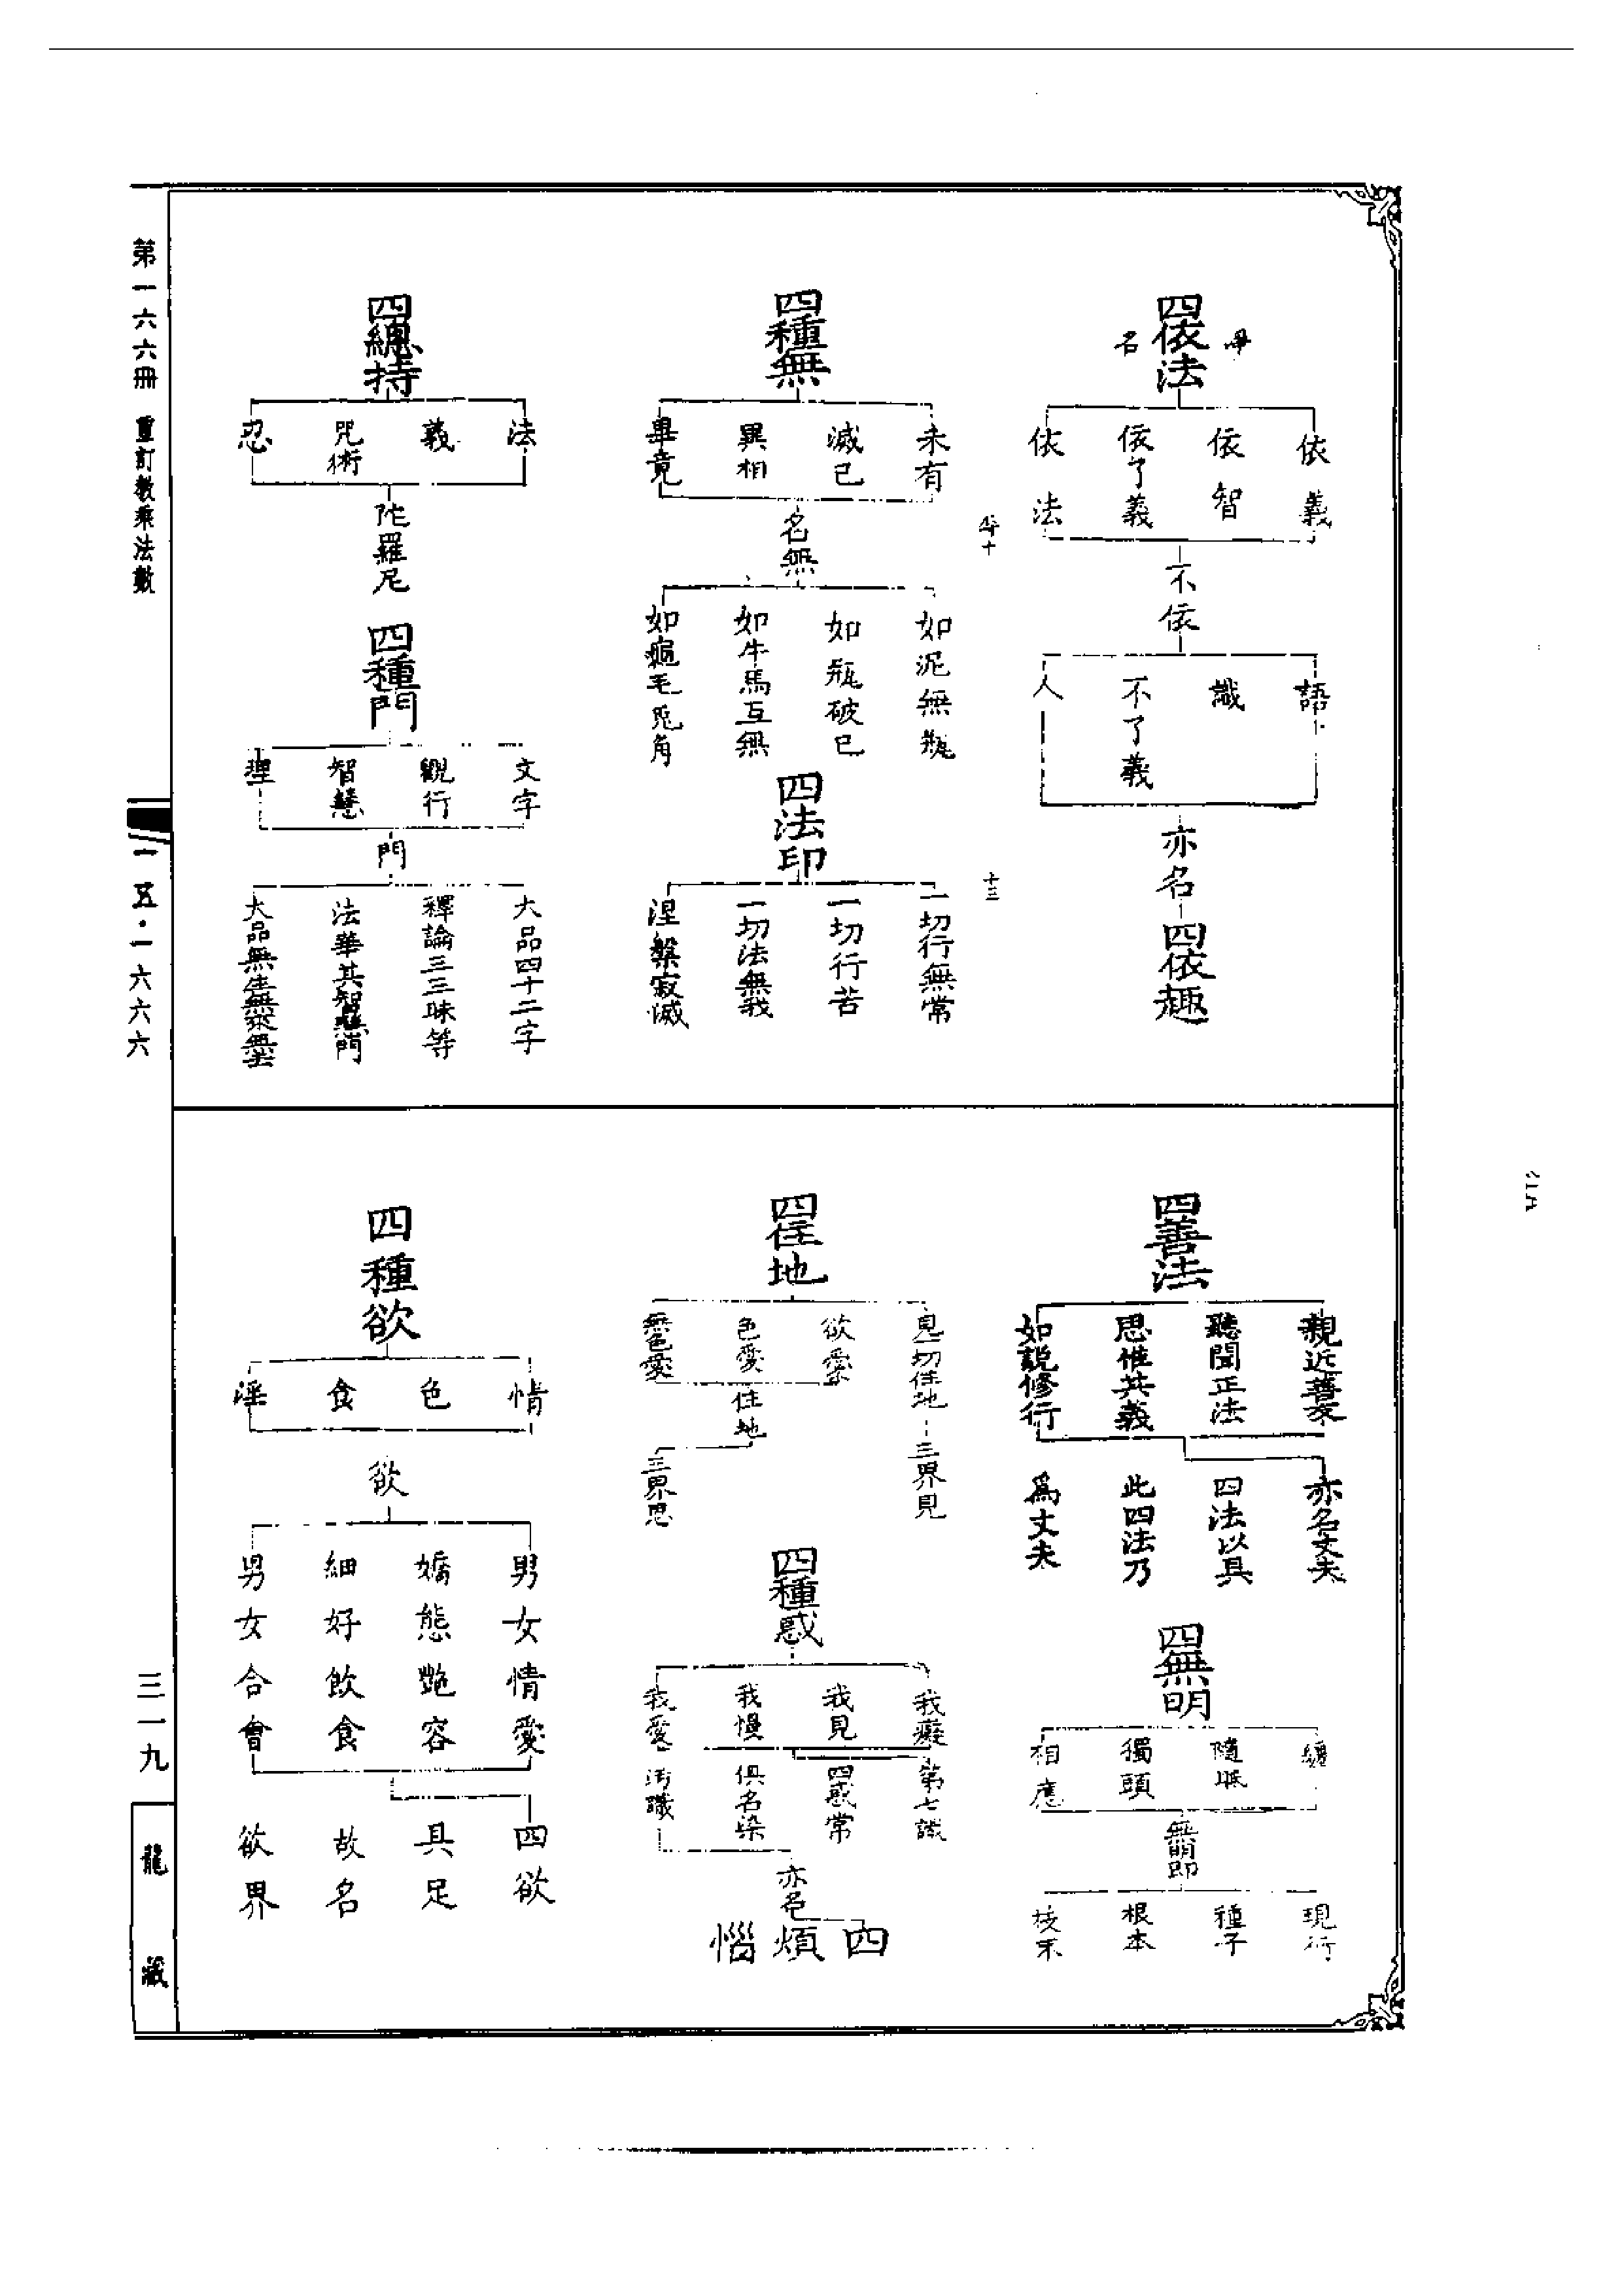 四依法
名
依義
依智
依了義
依法
不依
語
識
不了義
人
亦名
四依趣
四種無
未有
滅已
異相
畢竟
名無
如泥無瓶
如瓶破已
如牛馬互無
如龜毛兔角
四法印
一切行無常
一切行苦
一切法無我
涅槃寂滅
十三
四總持
法
義
咒術
忍
陀羅尼
四種門
文字
觀行
智慧
理
門
大品四十二字
釋論三三昧等
法華其智慧門
四善法
親近善友
聽聞正法
思惟其義
如說修行
亦名丈夫
四法以具
此四法乃
為丈夫
四無明
纏
隨眠
獨頭
相應
無明即
現行
種子
根本
枝末
四住地
見一切住地
三界見
欲愛
色愛
無色愛
住地
三界思
四種惑
我癡
我見
我慢
我愛
第七識
四惑常
俱名染
污識
亦名
四煩惱
四種欲
情
色
食
淫
欲
男女情愛
嬌態艷容
細好飲食
男女合會
四欲
具足
故名
欲界
第一六六冊 重訂教乘法數
一五·一六六六
三一九
龍藏